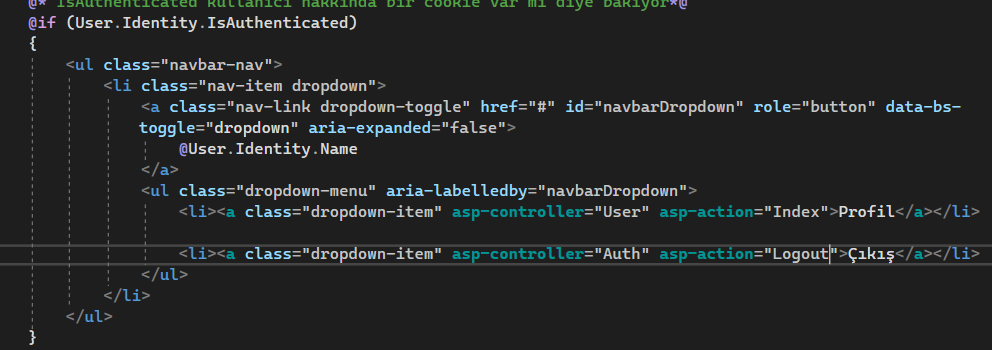 @* IsAuthenticated kullanıcı hakkında bir cookie var mı diye bakıyor*@
@if (User.Identity.IsAuthenticated)
{
<ul class="navbar-nav">
<li class="nav-item dropdown">
<a class="nav-link dropdown-toggle" href="#" id="navbarDropdown" role="button" data-bs-
toggle="dropdown" aria-expanded="false">
@User.Identity.Name
</a>
<ul class="dropdown-menu" aria-labelledby="navbarDropdown">
<li><a class="dropdown-item" asp-controller="User" asp-action="Index">Profil</a></li>
<li><a class="dropdown-item" asp-controller="Auth" asp-action="Logout">Çıkış</a></li>
</ul>
</li>
</ul>
}